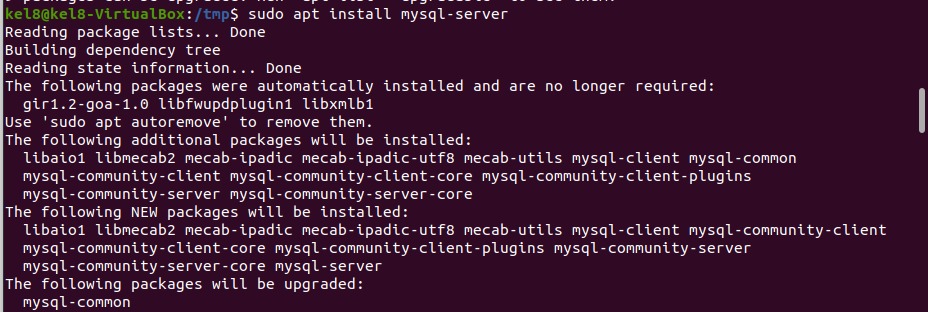 kel8@kel8-VirtualBox:/tmp$ sudo apt install mysql-server
Reading package lists... Done
Building dependency tree
Reading state information... Done
The following packages were automatically installed and are no longer required:
  gir1.2-goa-1.0 libfwupdplugin1 libxmlb1
Use 'sudo apt autoremove' to remove them.
The following additional packages will be installed:
  libaio1 libmecab2 mecab-ipadic mecab-ipadic-utf8 mecab-utils mysql-client mysql-common
  mysql-community-client mysql-community-client-core mysql-community-client-plugins
  mysql-community-server mysql-community-server-core
The following NEW packages will be installed:
  libaio1 libmecab2 mecab-ipadic mecab-ipadic-utf8 mecab-utils mysql-client mysql-community-client
  mysql-community-client-core mysql-community-client-plugins mysql-community-server
  mysql-community-server-core mysql-server
The following packages will be upgraded:
  mysql-common